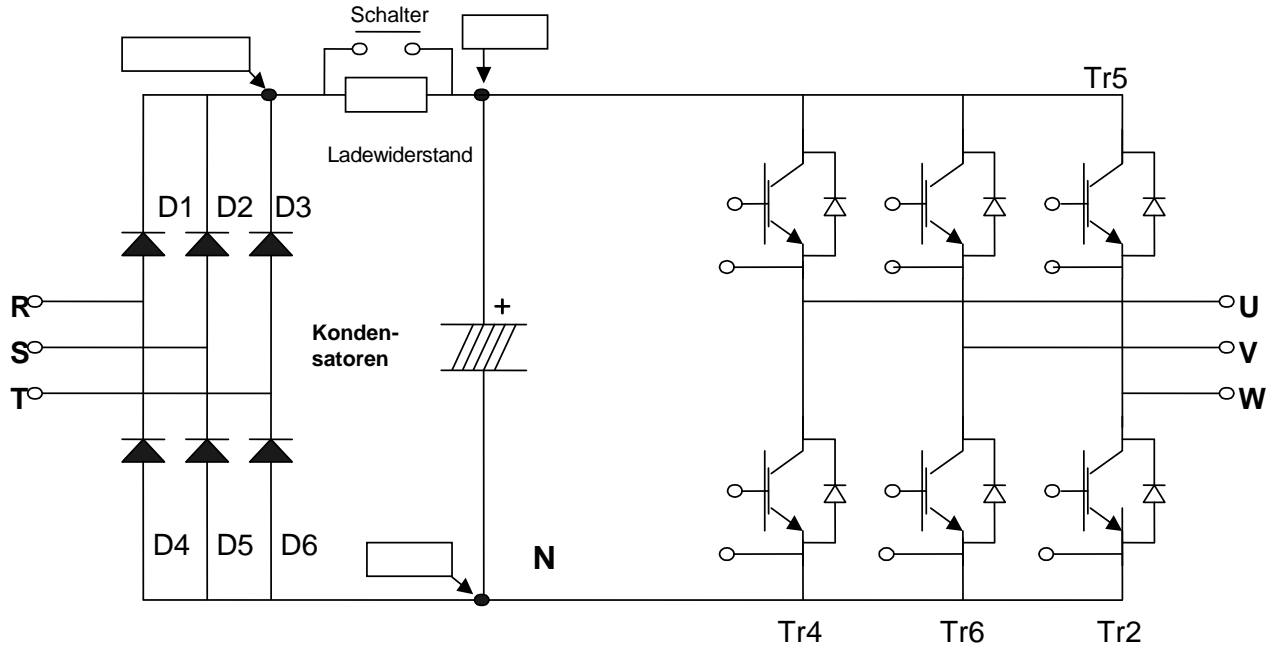 Schalter
Tr5
Ladewiderstand
D1 D2 D3
R
+
U
Konden-
satoren
S
V
T
W
D4 D5 D6
N
Tr4 Tr6 Tr2